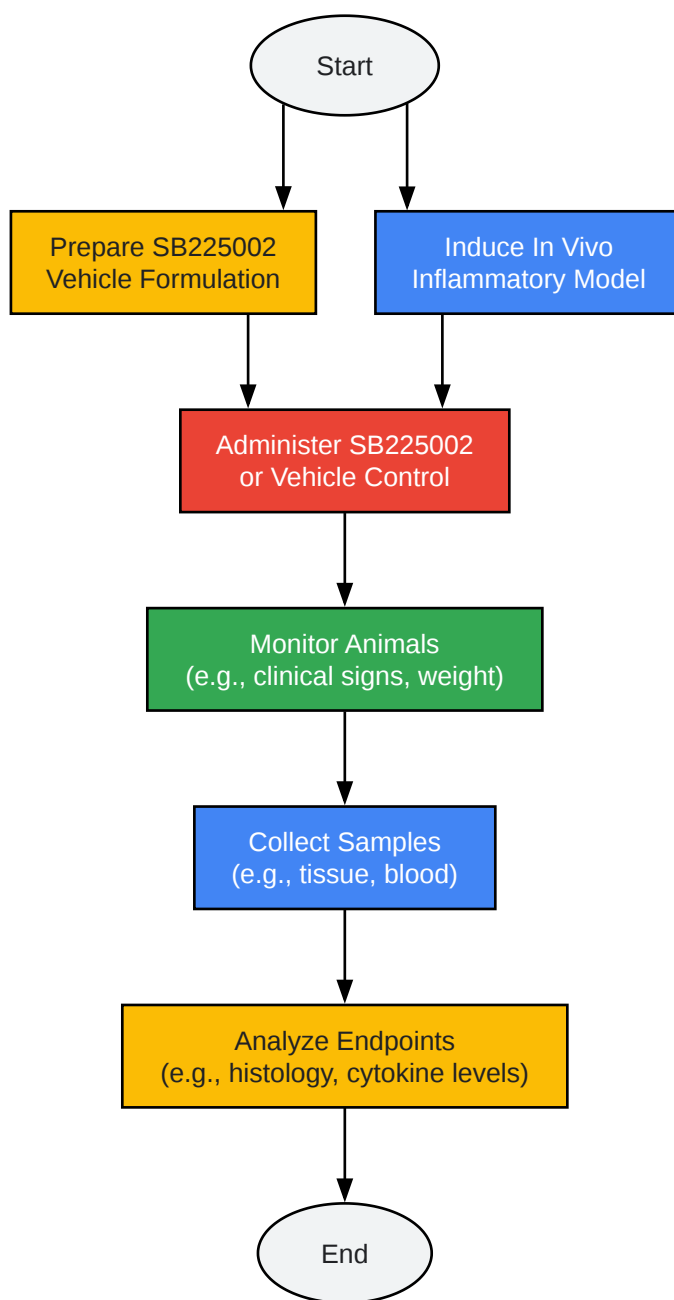 Start
Prepare SB225002
Vehicle Formulation
Induce In Vivo
Inflammatory Model
Administer SB225002
or Vehicle Control
Monitor Animals
(e.g., clinical signs, weight)
Collect Samples
(e.g., tissue, blood)
Analyze Endpoints
(e.g., histology, cytokine levels)
End